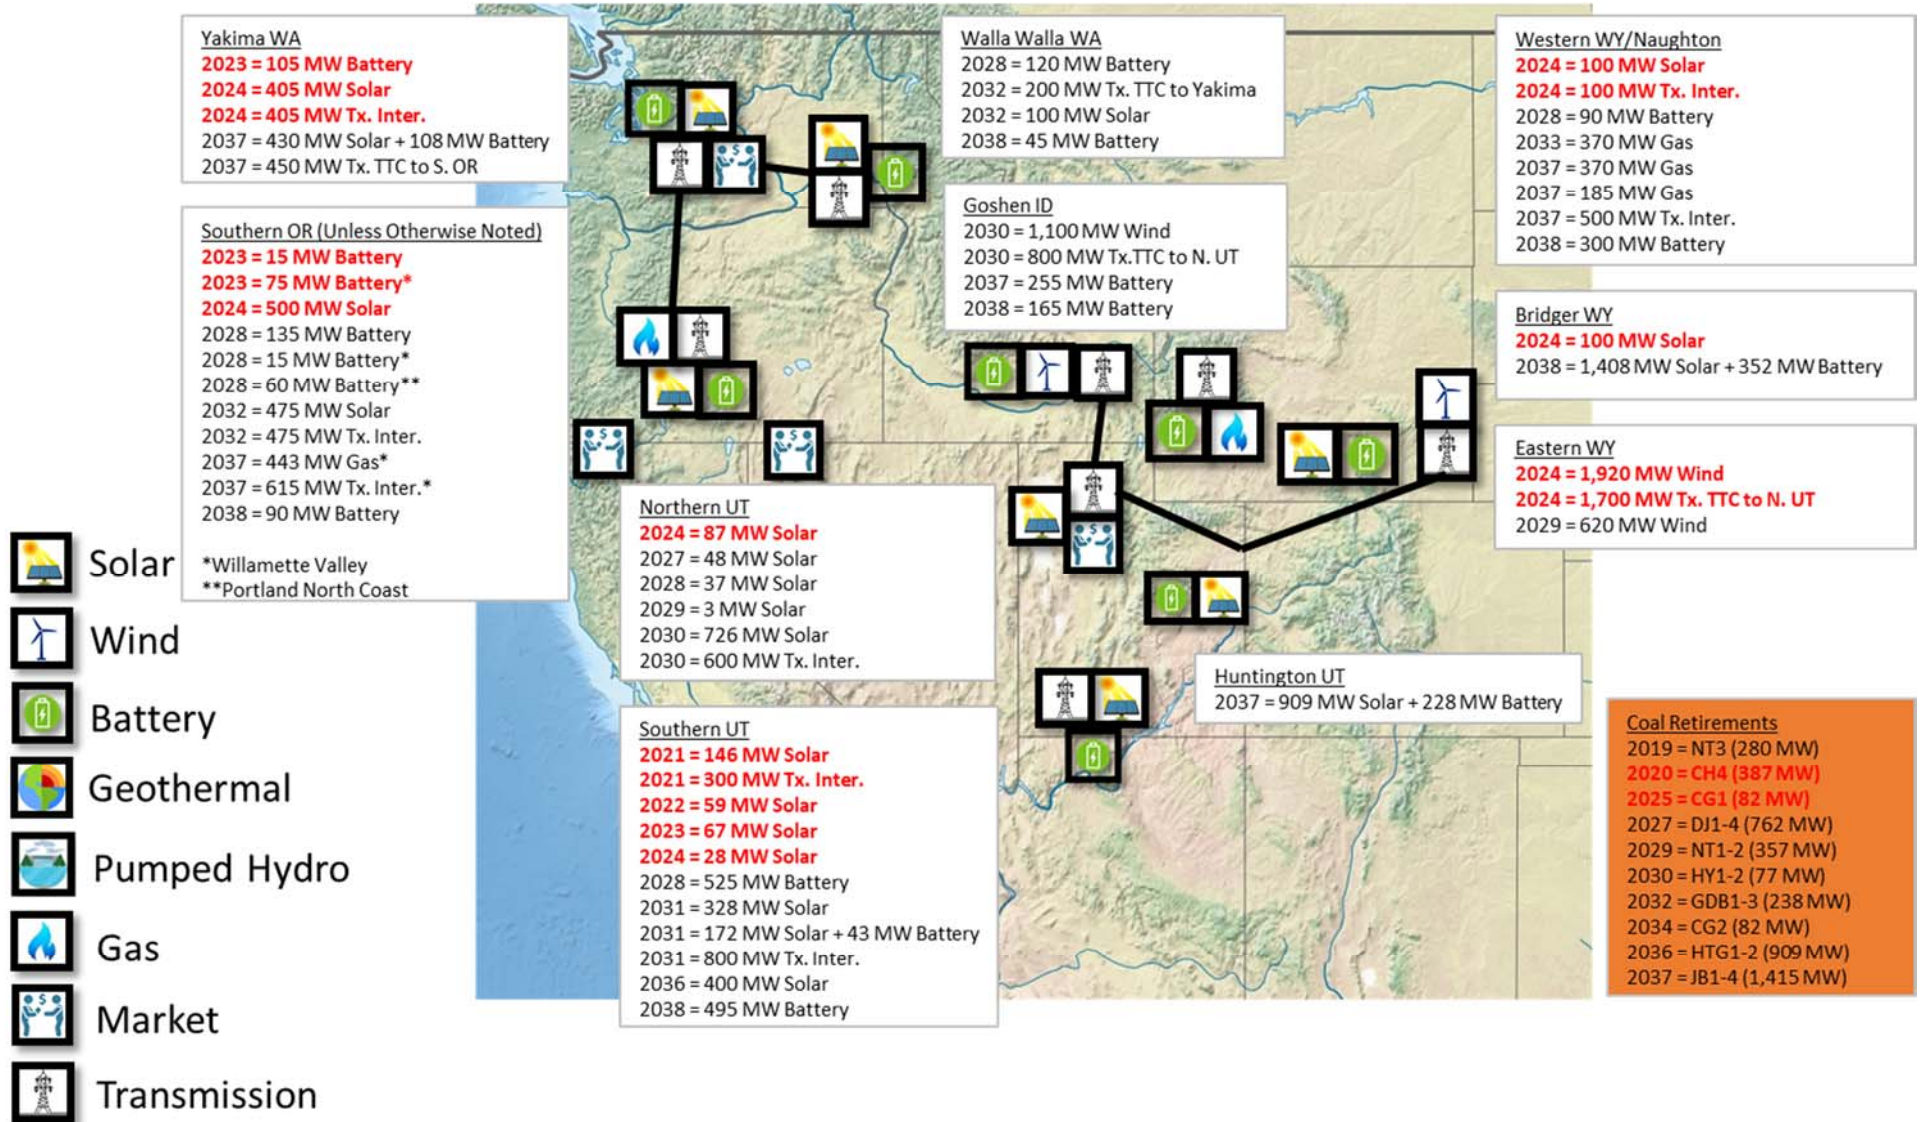 Yakima WA
2023 = 105 MW Battery
2024 = 405 MW Solar
2024 = 405 MW Tx. Inter.
2037 = 430 MW Solar + 108 MW Battery
2037 = 450 MW Tx. TTC to S. OR
Southern OR (Unless Otherwise Noted)
2023 = 15 MW Battery
2023 = 75 MW Battery*
2024 = 500 MW Solar
2028 = 135 MW Battery
2028 = 15 MW Battery*
2028 = 60 MW Battery**
2032 = 475 MW Solar
2032 = 475 MW Tx. Inter.
2037 = 443 MW Gas*
2037 = 615 MW Tx. Inter.*
2038 = 90 MW Battery
*Willamette Valley
**Portland North Coast
Walla Walla WA
2028 = 120 MW Battery
2032 = 200 MW Tx. TTC to Yakima
2032 = 100 MW Solar
2038 = 45 MW Battery
Goshen ID
2030 = 1,100 MW Wind
2030 = 800 MW Tx.TTC to N. UT
2037 = 255 MW Battery
2038 = 165 MW Battery
Western WY/Naughton
2024 = 100 MW Solar
2024 = 100 MW Tx. Inter.
2028 = 90 MW Battery
2033 = 370 MW Gas
2037 = 370 MW Gas
2037 = 185 MW Gas
2037 = 500 MW Tx. Inter.
2038 = 300 MW Battery
Bridger WY
2024 = 100 MW Solar
2038 = 1,408 MW Solar + 352 MW Battery
Eastern WY
2024 = 1,920 MW Wind
2024 = 1,700 MW Tx. TTC to N. UT
2029 = 620 MW Wind
Northern UT
2024 = 87 MW Solar
2027 = 48 MW Solar
2028 = 37 MW Solar
2029 = 3 MW Solar
2030 = 726 MW Solar
2030 = 600 MW Tx. Inter.
Southern UT
2021 = 146 MW Solar
2021 = 300 MW Tx. Inter.
2022 = 59 MW Solar
2023 = 67 MW Solar
2024 = 28 MW Solar
2028 = 525 MW Battery
2031 = 328 MW Solar
2031 = 172 MW Solar + 43 MW Battery
2031 = 800 MW Tx. Inter.
2036 = 400 MW Solar
2038 = 495 MW Battery
Huntington UT
2037 = 909 MW Solar + 228 MW Battery
Coal Retirements
2019 = NT3 (280 MW)
2020 = CH4 (387 MW)
2025 = CG1 (82 MW)
2027 = DJ1-4 (762 MW)
2029 = NT1-2 (357 MW)
2030 = HY1-2 (77 MW)
2032 = GDB1-3 (238 MW)
2034 = CG2 (82 MW)
2036 = HTG1-2 (909 MW)
2037 = JB1-4 (1,415 MW)
Solar
Wind
Battery
Geothermal
Pumped Hydro
Gas
Market
Transmission